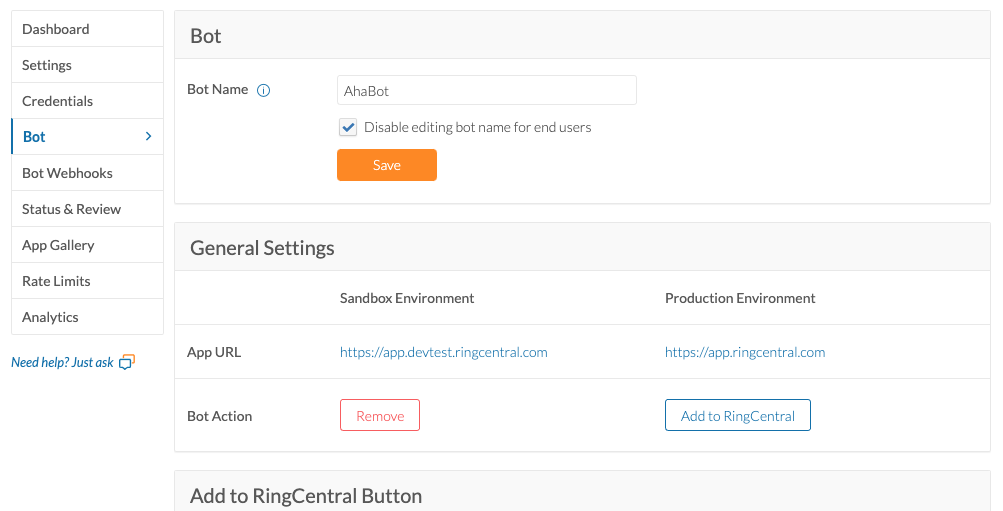 Dashboard
Settings
Credentials
Bot
Bot Webhooks
Status & Review
App Gallery
Rate Limits
Analytics
Need help? Just ask
Bot
Bot Name
AhaBot
Disable editing bot name for end users
Save
General Settings
Sandbox Environment Production Environment
App URL https://app.devtest.ringcentral.com https://app.ringcentral.com
Bot Action Remove Add to RingCentral
Add to RingCentral Button